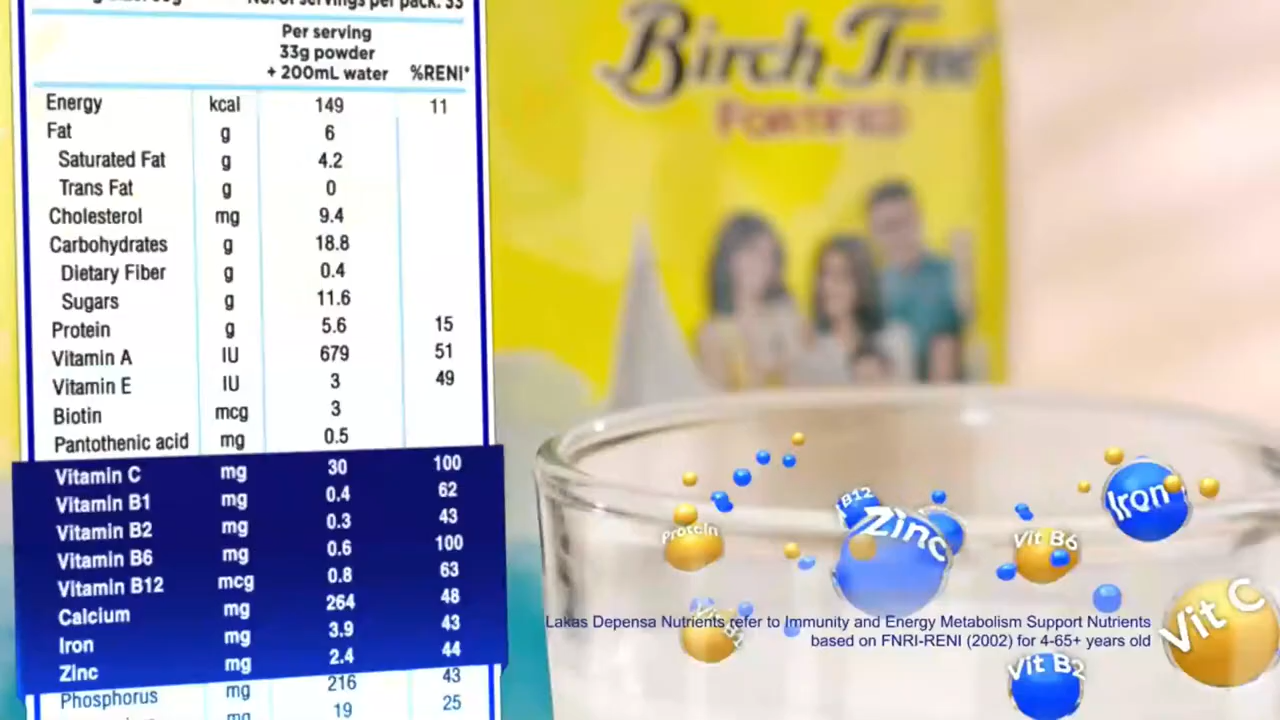 No. of servings per pack: 33
Per serving
33g powder
+ 200mL water %RENI*
Energy kcal 149 11
Fat g 6
Saturated Fat g 4.2
Trans Fat g 0
Cholesterol mg 9.4
Carbohydrates g 18.8
Dietary Fiber g 0.4
Sugars g 11.6
Protein g 5.6 15
Vitamin A IU 679 51
Vitamin E IU 3 49
Biotin mcg 3
Pantothenic acid mg 0.5
Vitamin C mg 30 100
Vitamin B1 mg 0.4 62
Vitamin B2 mg 0.3 43
Vitamin B6 mg 0.6 100
Vitamin B12 mcg 0.8 63
Calcium mg 264 48
Iron mg 3.9 43
Zinc mg 2.4 44
Phosphorus mg 216 43
mg 19 25
Birch Tree
FORTIFIED
B12
Zinc
Iron
Protein
Vit B6
Vit C
Vit B2
Lakas Depensa Nutrients refer to Immunity and Energy Metabolism Support Nutrients
based on FNRI-RENI (2002) for 4-65+ years old